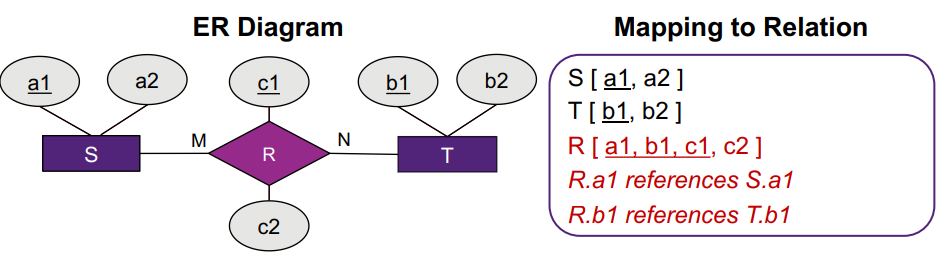 ER Diagram
Mapping to Relation
a1
a2
c1
b1
b2
S
M
R
N
T
c2
S [ a1, a2 ]
T [ b1, b2 ]
R [ a1, b1, c1, c2 ]
R.a1 references S.a1
R.b1 references T.b1